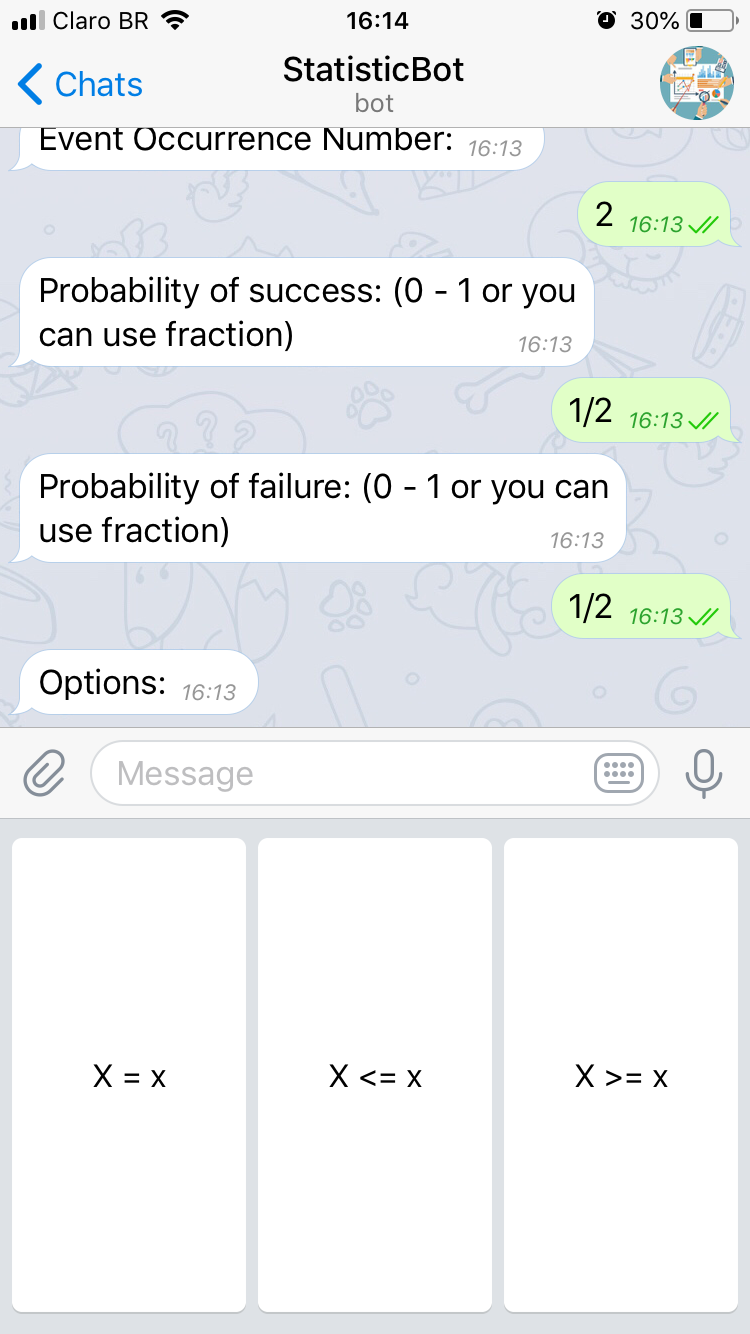 Claro BR 16:14 30%
Chats StatisticBot
bot
Event Occurrence Number: 16:13
2 16:13
Probability of success: (0 - 1 or you
can use fraction) 16:13
1/2 16:13
Probability of failure: (0 - 1 or you can
use fraction) 16:13
1/2 16:13
Options: 16:13
Message
X = x X <= x X >= x